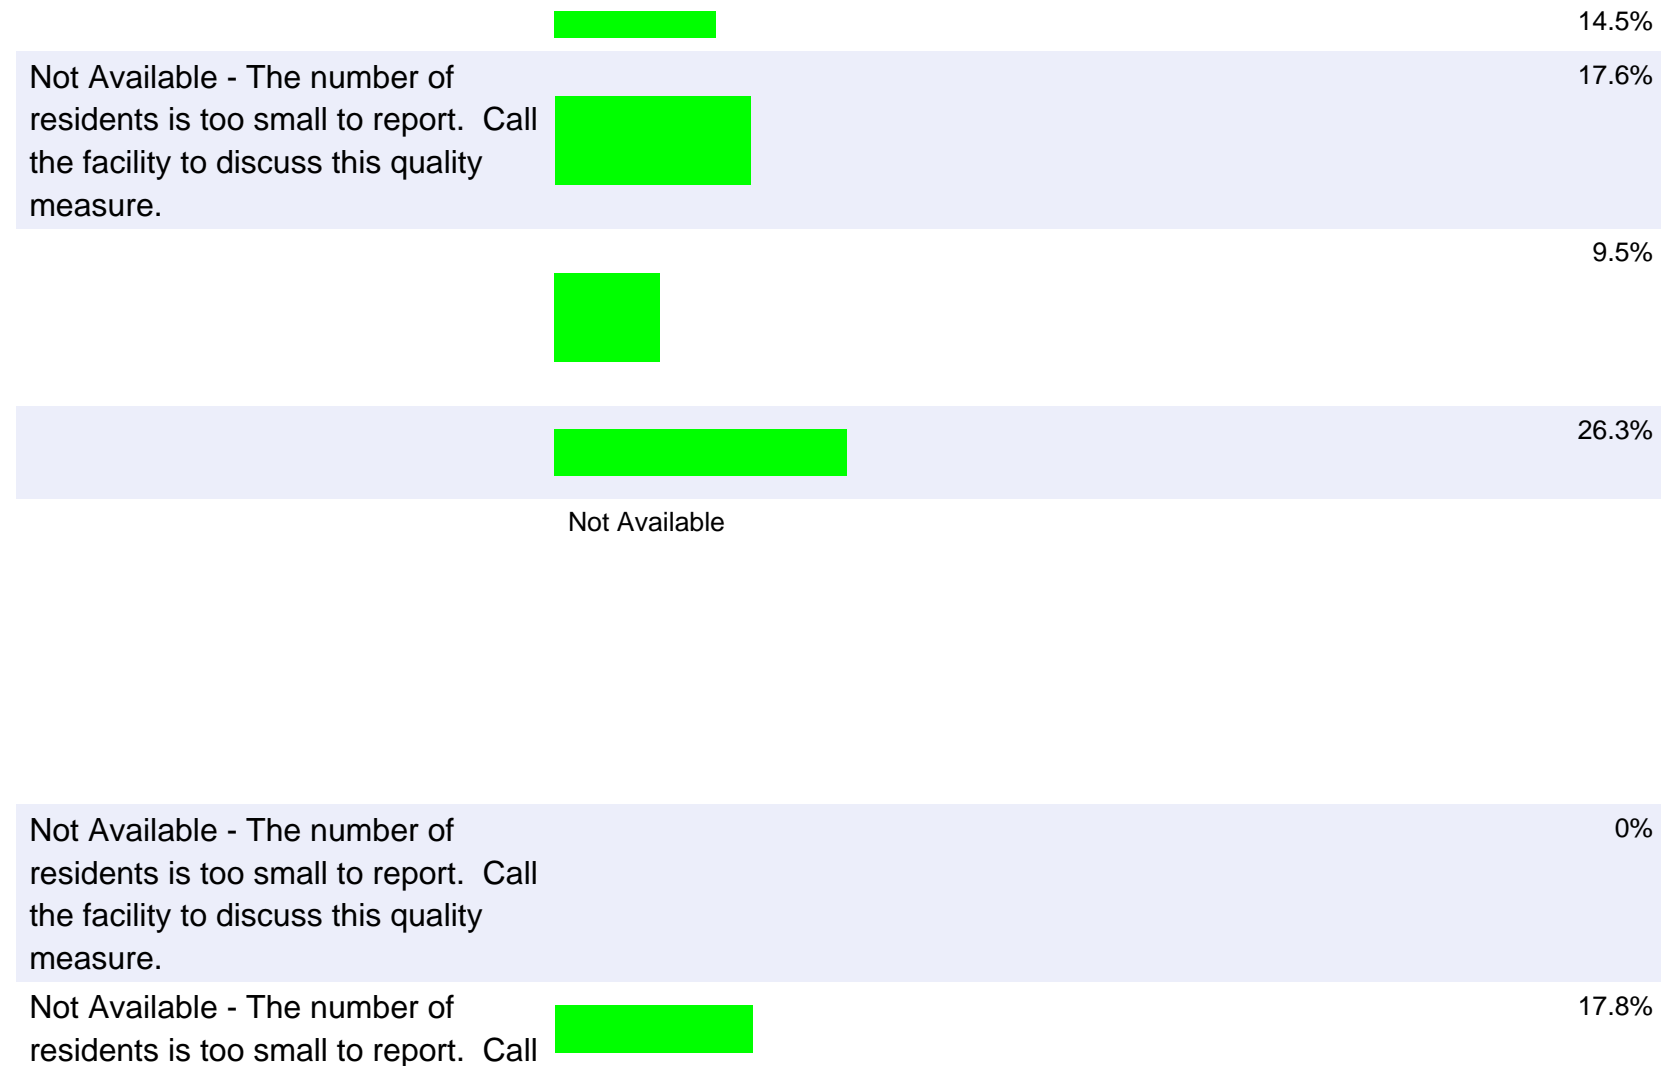 14.5%
Not Available - The number of 17.6%
residents is too small to report.  Call
the facility to discuss this quality
measure.
9.5%
26.3%
Not Available
Not Available - The number of 0%
residents is too small to report.  Call
the facility to discuss this quality
measure.
Not Available - The number of 17.8%
residents is too small to report.  Call